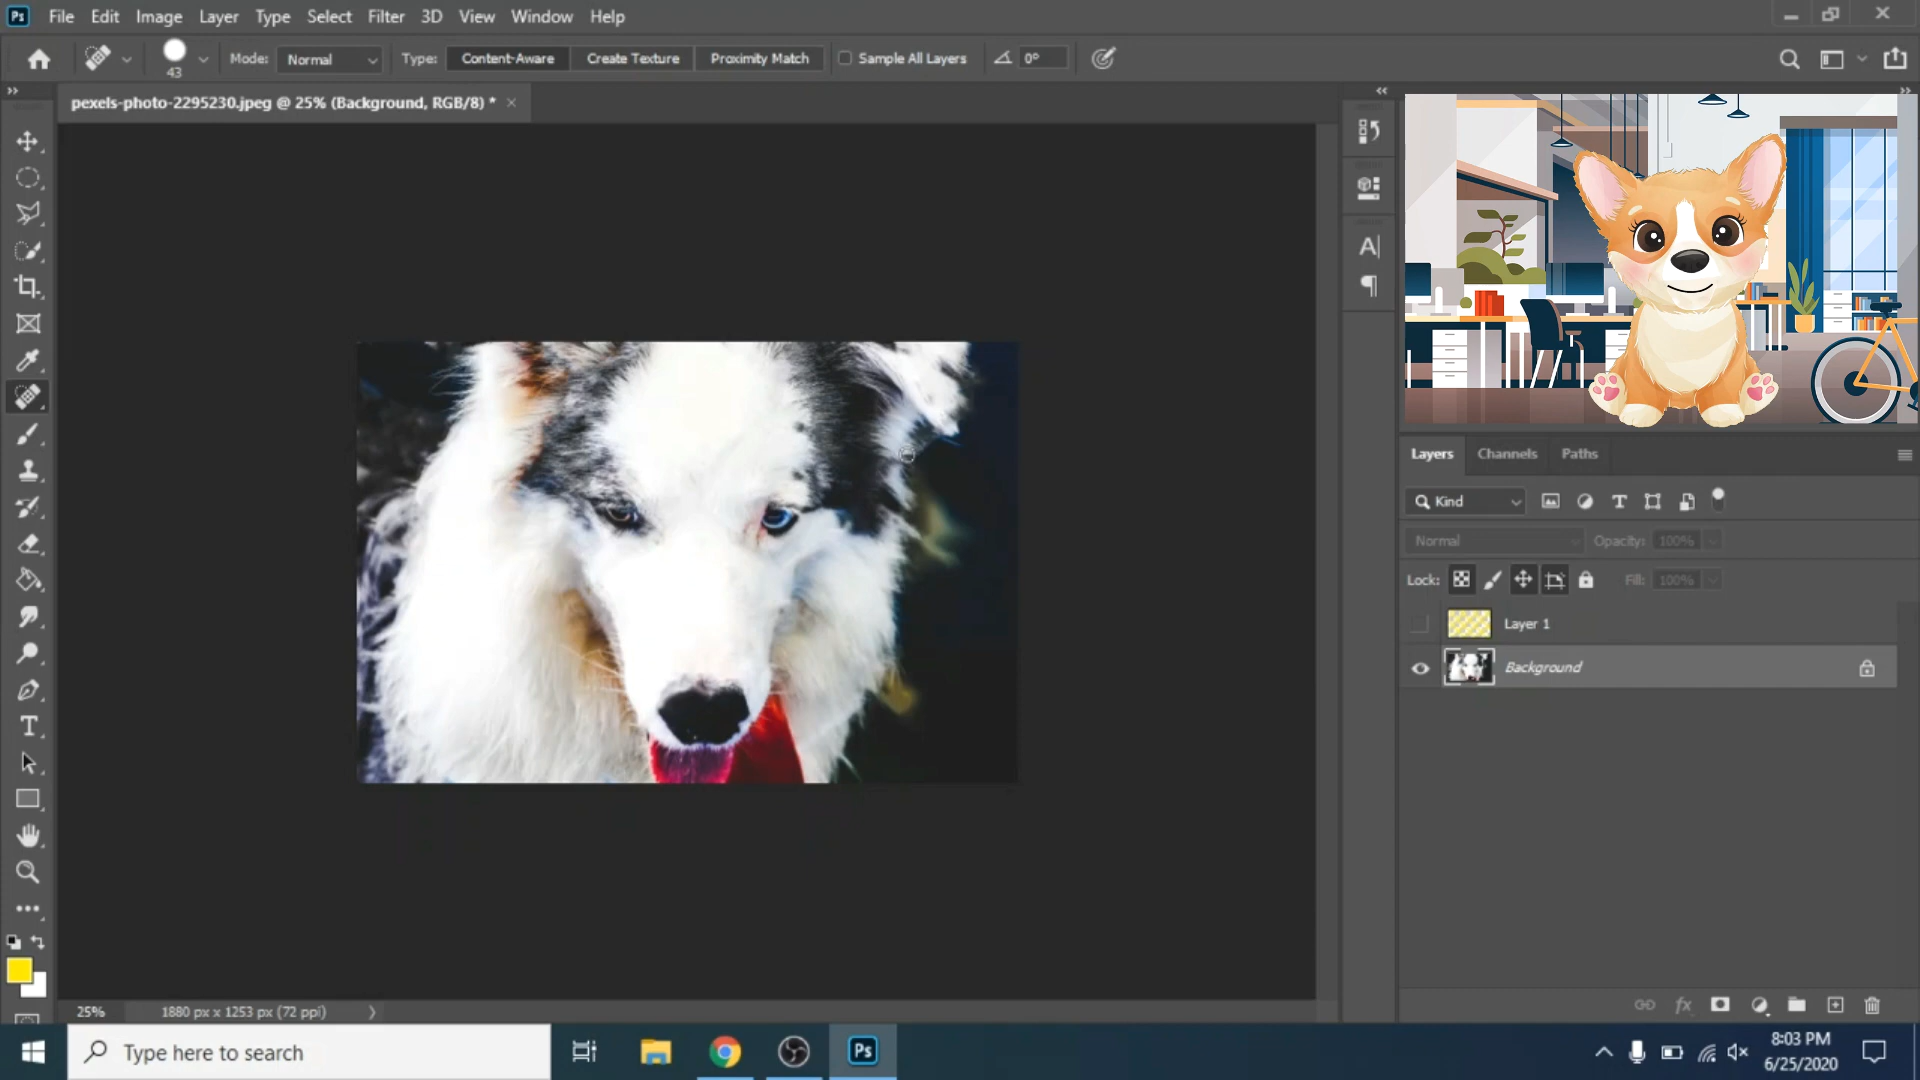 Ps File Edit Image Layer Type Select Filter 3D View Window Help
43 Mode: Normal Type: Content-Aware Create Texture Proximity Match Sample All Layers 0°
pexels-photo-2295230.jpeg @ 25% (Background, RGB/8) * ×
Layers Channels Paths
Kind
Normal Opacity: 100%
Lock: Fill: 100%
Layer 1
Background
25% 1880 px x 1253 px (72 ppi)
Type here to search
Ps
8:03 PM
6/25/2020